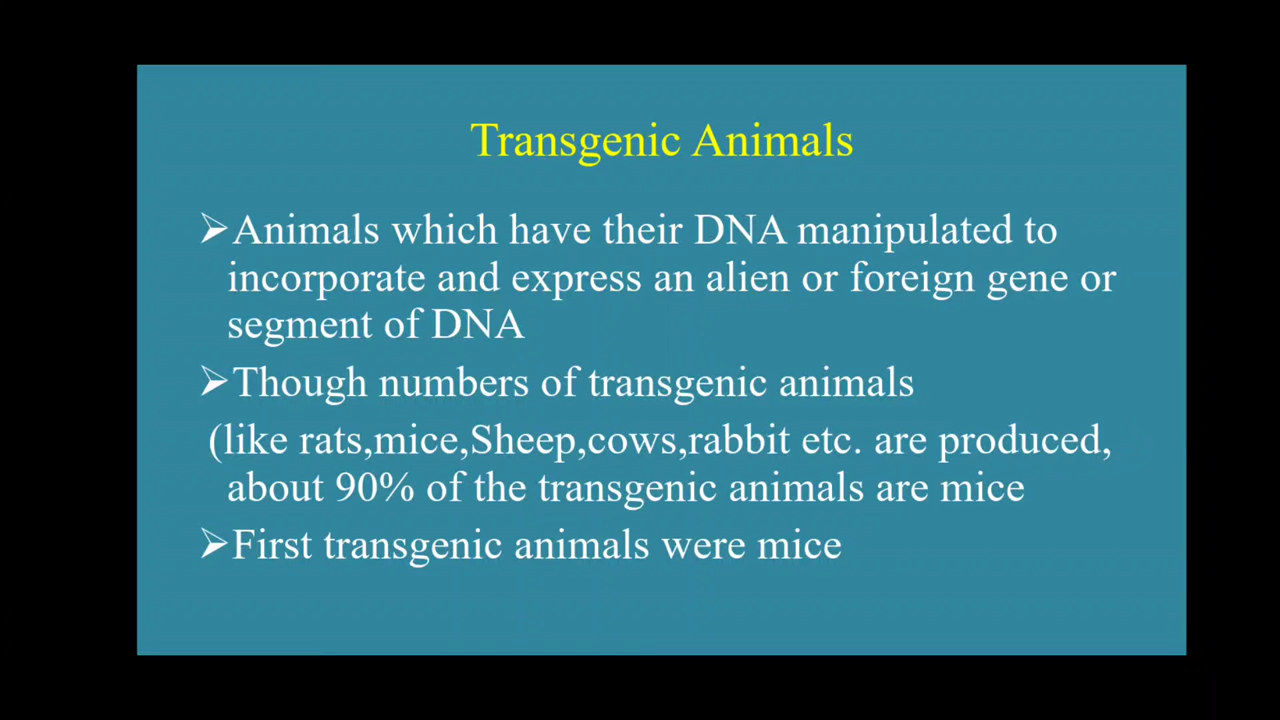 Transgenic Animals
➢Animals which have their DNA manipulated to
incorporate and express an alien or foreign gene or
segment of DNA
➢Though numbers of transgenic animals
(like rats,mice,Sheep,cows,rabbit etc. are produced,
about 90% of the transgenic animals are mice
➢First transgenic animals were mice